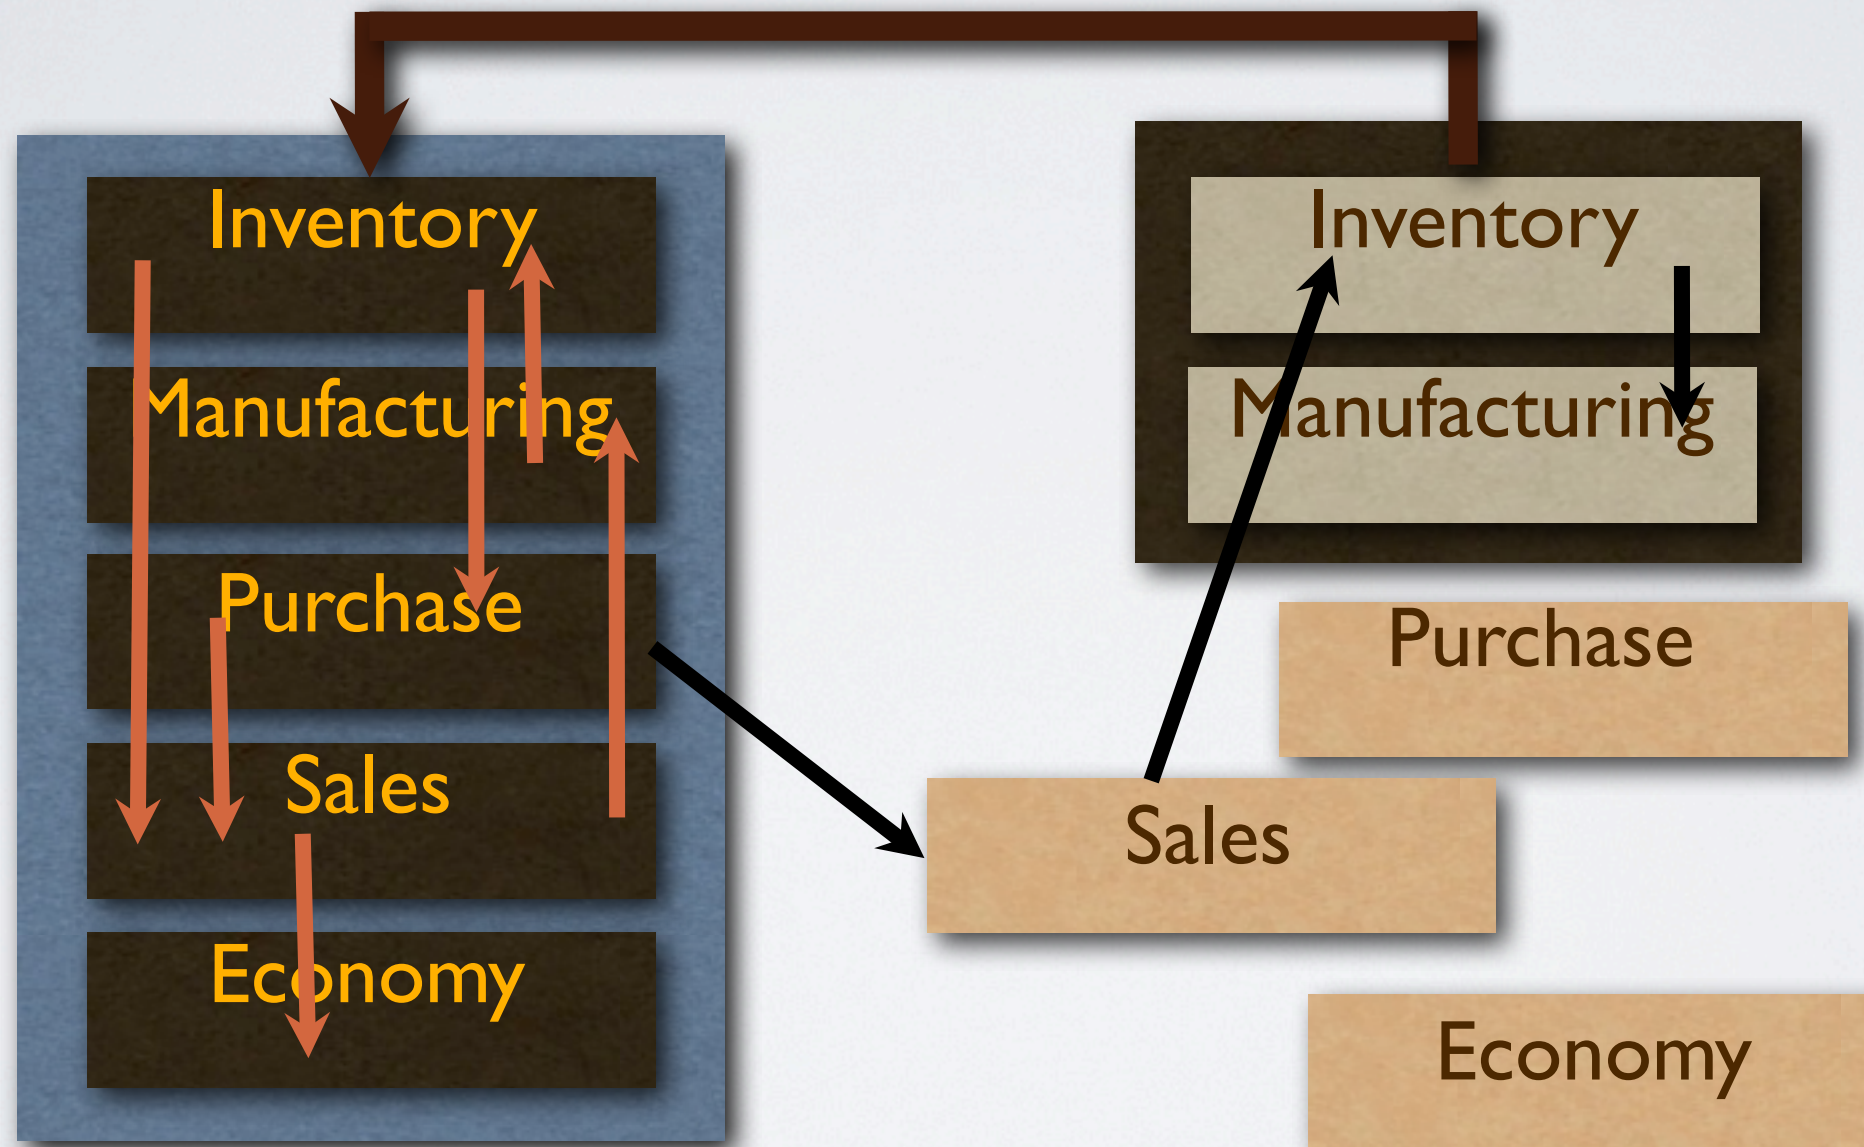 Inventory
Manufacturing
Purchase
Sales
Economy
Inventory
Manufacturing
Purchase
Sales
Economy